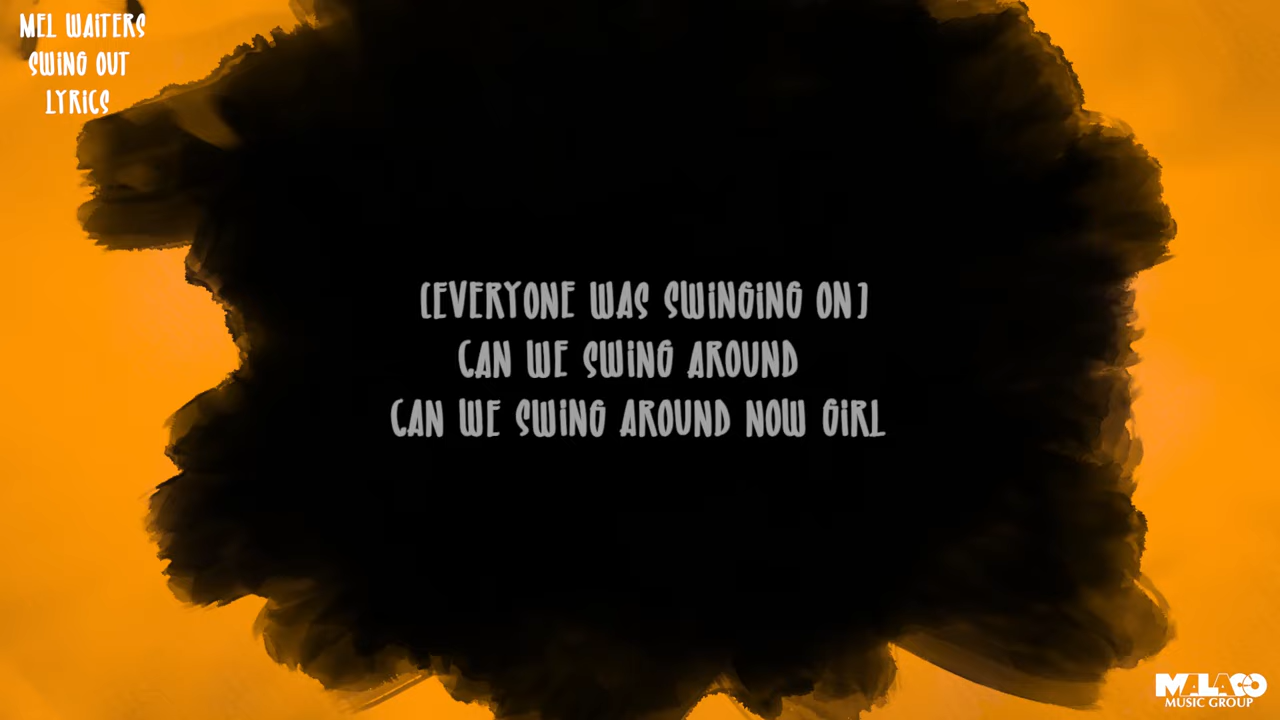 MEL WAITERS
SWING OUT
LYRICS
(EVERYONE WAS SWINGING ON)
CAN WE SWING AROUND
CAN WE SWING AROUND NOW GIRL
MALACO
MUSIC GROUP